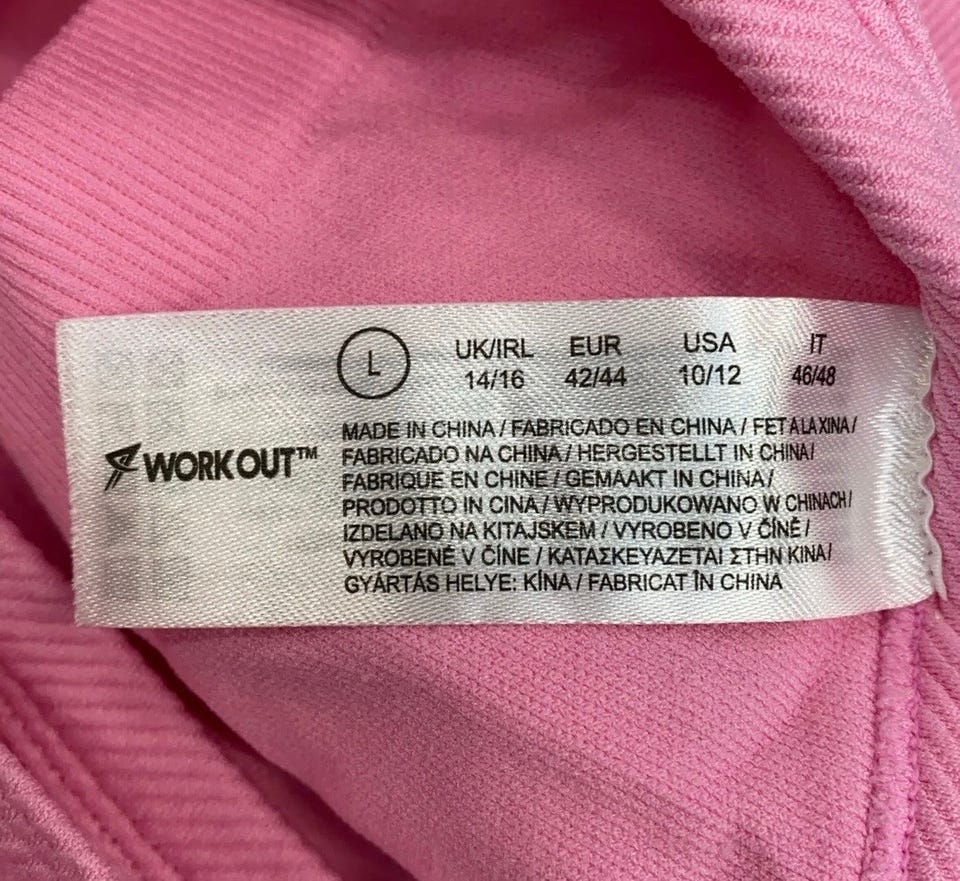 L UK/IRL EUR USA IT
14/16 42/44 10/12 46/48
WORKOUT™
MADE IN CHINA / FABRICADO EN CHINA / FET A LA XINA /
FABRICADO NA CHINA / HERGESTELLT IN CHINA /
FABRIQUE EN CHINE / GEMAAKT IN CHINA /
PRODOTTO IN CINA / WYPRODUKOWANO W CHINACH /
IZDELANO NA KITAJSKEM / VYROBENO V ČÍNĚ /
VYROBENÉ V ČÍNE / ΚΑΤΑΣΚΕΥΑΖΕΤΑΙ ΣΤΗΝ ΚΙΝΑ /
GYÁRTÁS HELYE: KÍNA / FABRICAT ÎN CHINA